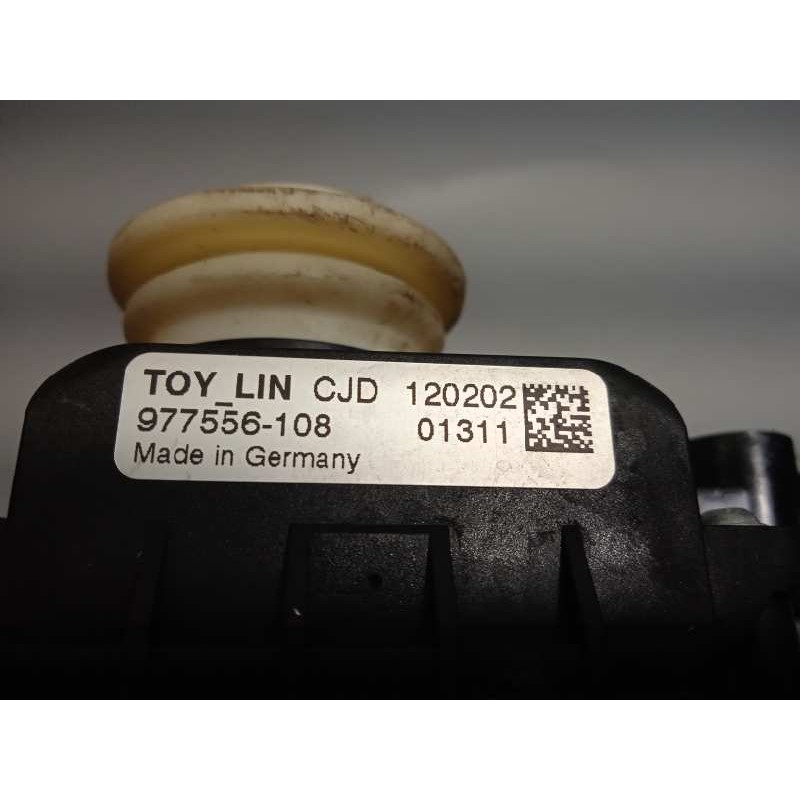 TOY_LIN CJD 120202
977556-108 01311
Made in Germany